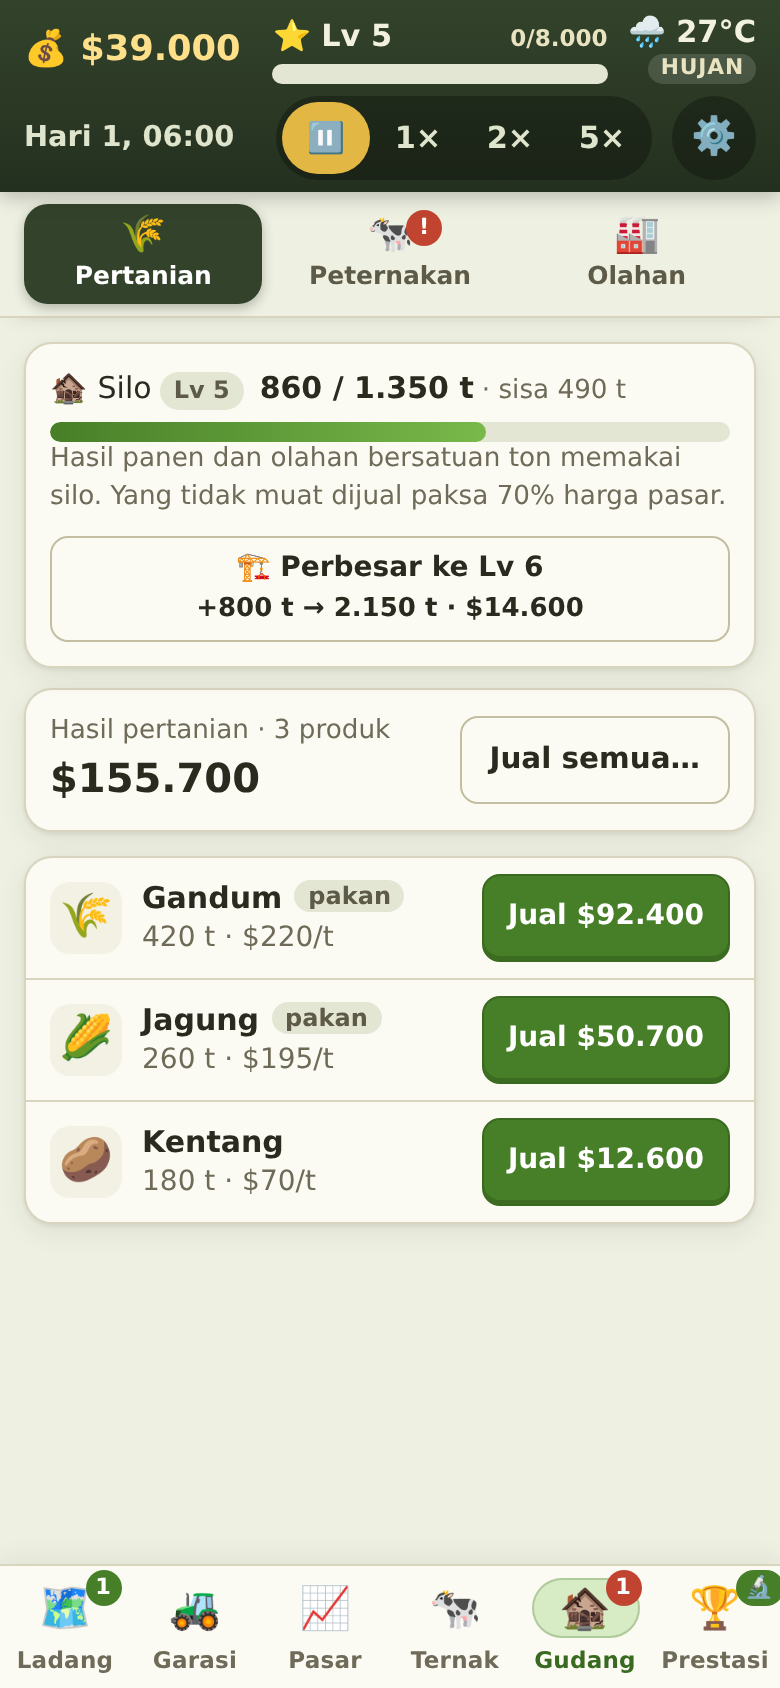 $39.000
Lv 5
0/8.000
27°C
HUJAN
Hari 1, 06:00
1×
2×
5×
Pertanian
!
Peternakan
Olahan
Silo Lv 5 860 / 1.350 t · sisa 490 t
Hasil panen dan olahan bersatuan ton memakai
silo. Yang tidak muat dijual paksa 70% harga pasar.
Perbesar ke Lv 6
+800 t → 2.150 t · $14.600
Hasil pertanian · 3 produk
$155.700
Jual semua…
Gandum pakan
420 t · $220/t
Jual $92.400
Jagung pakan
260 t · $195/t
Jual $50.700
Kentang
180 t · $70/t
Jual $12.600
1
Ladang
Garasi
Pasar
Ternak
1
Gudang
Prestasi